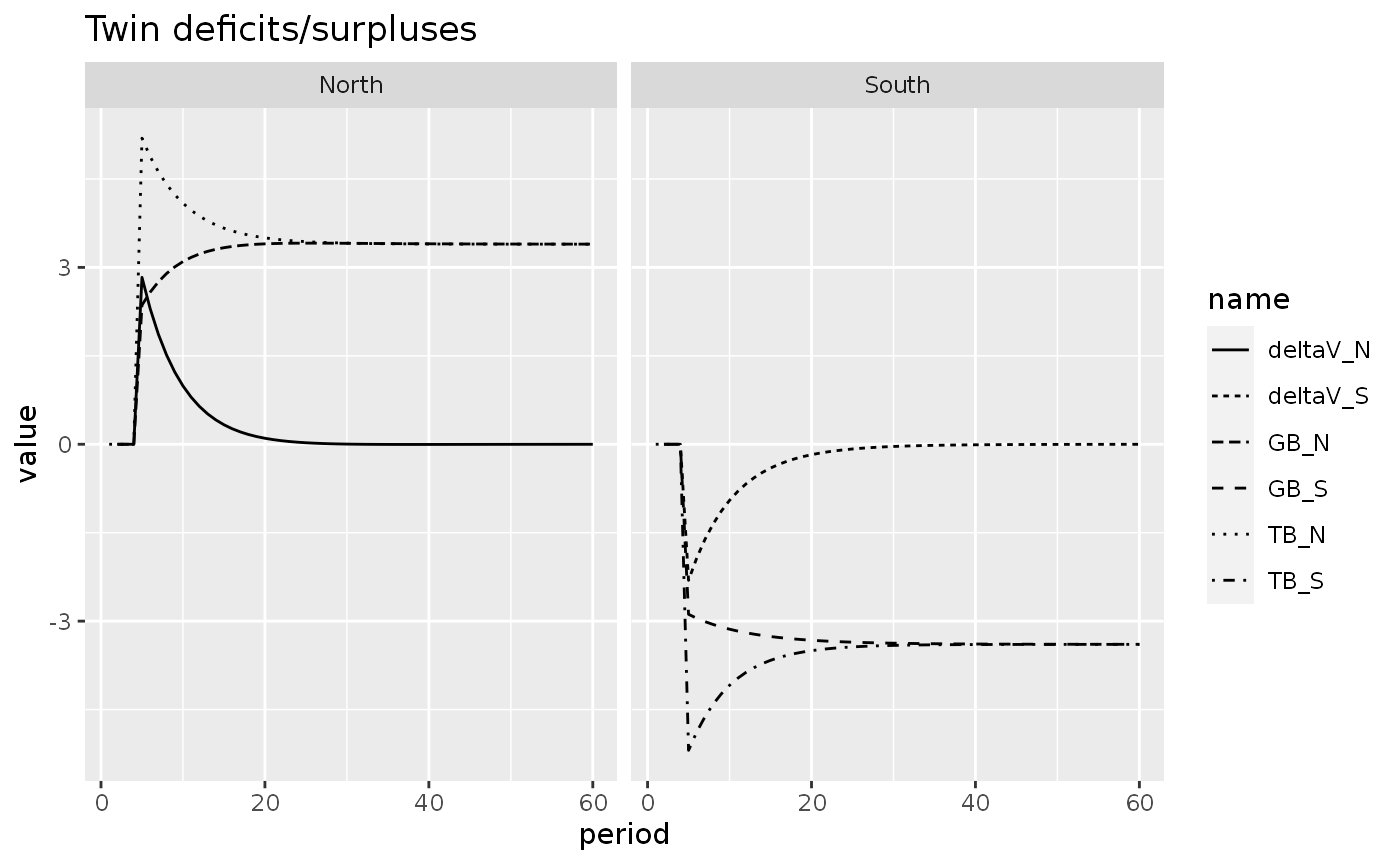 Twin deficits/surpluses
North
South
3
0
-3
value
0
20
40
60
0
20
40
60
period
name
deltaV_N
deltaV_S
GB_N
GB_S
TB_N
TB_S